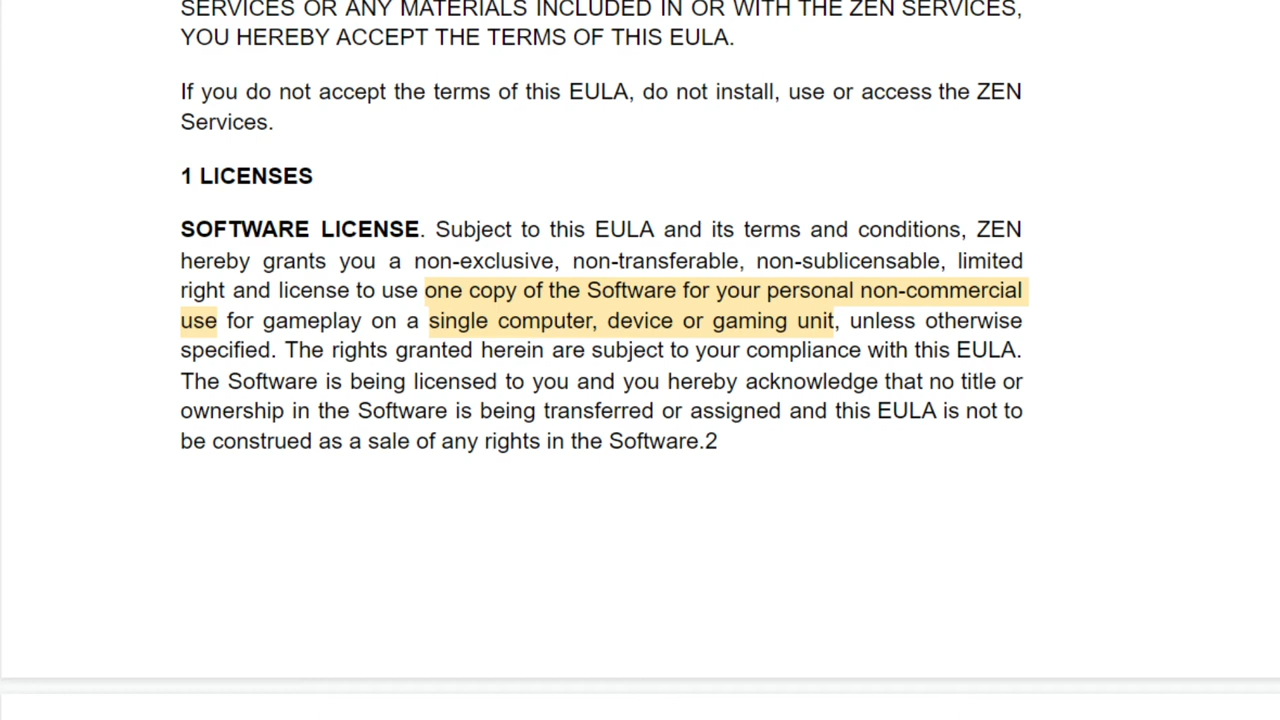 SERVICES OR ANY MATERIALS INCLUDED IN OR WITH THE ZEN SERVICES,
YOU HEREBY ACCEPT THE TERMS OF THIS EULA.
If you do not accept the terms of this EULA, do not install, use or access the ZEN
Services.
1 LICENSES
SOFTWARE LICENSE. Subject to this EULA and its terms and conditions, ZEN
hereby grants you a non-exclusive, non-transferable, non-sublicensable, limited
right and license to use one copy of the Software for your personal non-commercial
use for gameplay on a single computer, device or gaming unit, unless otherwise
specified. The rights granted herein are subject to your compliance with this EULA.
The Software is being licensed to you and you hereby acknowledge that no title or
ownership in the Software is being transferred or assigned and this EULA is not to
be construed as a sale of any rights in the Software.2